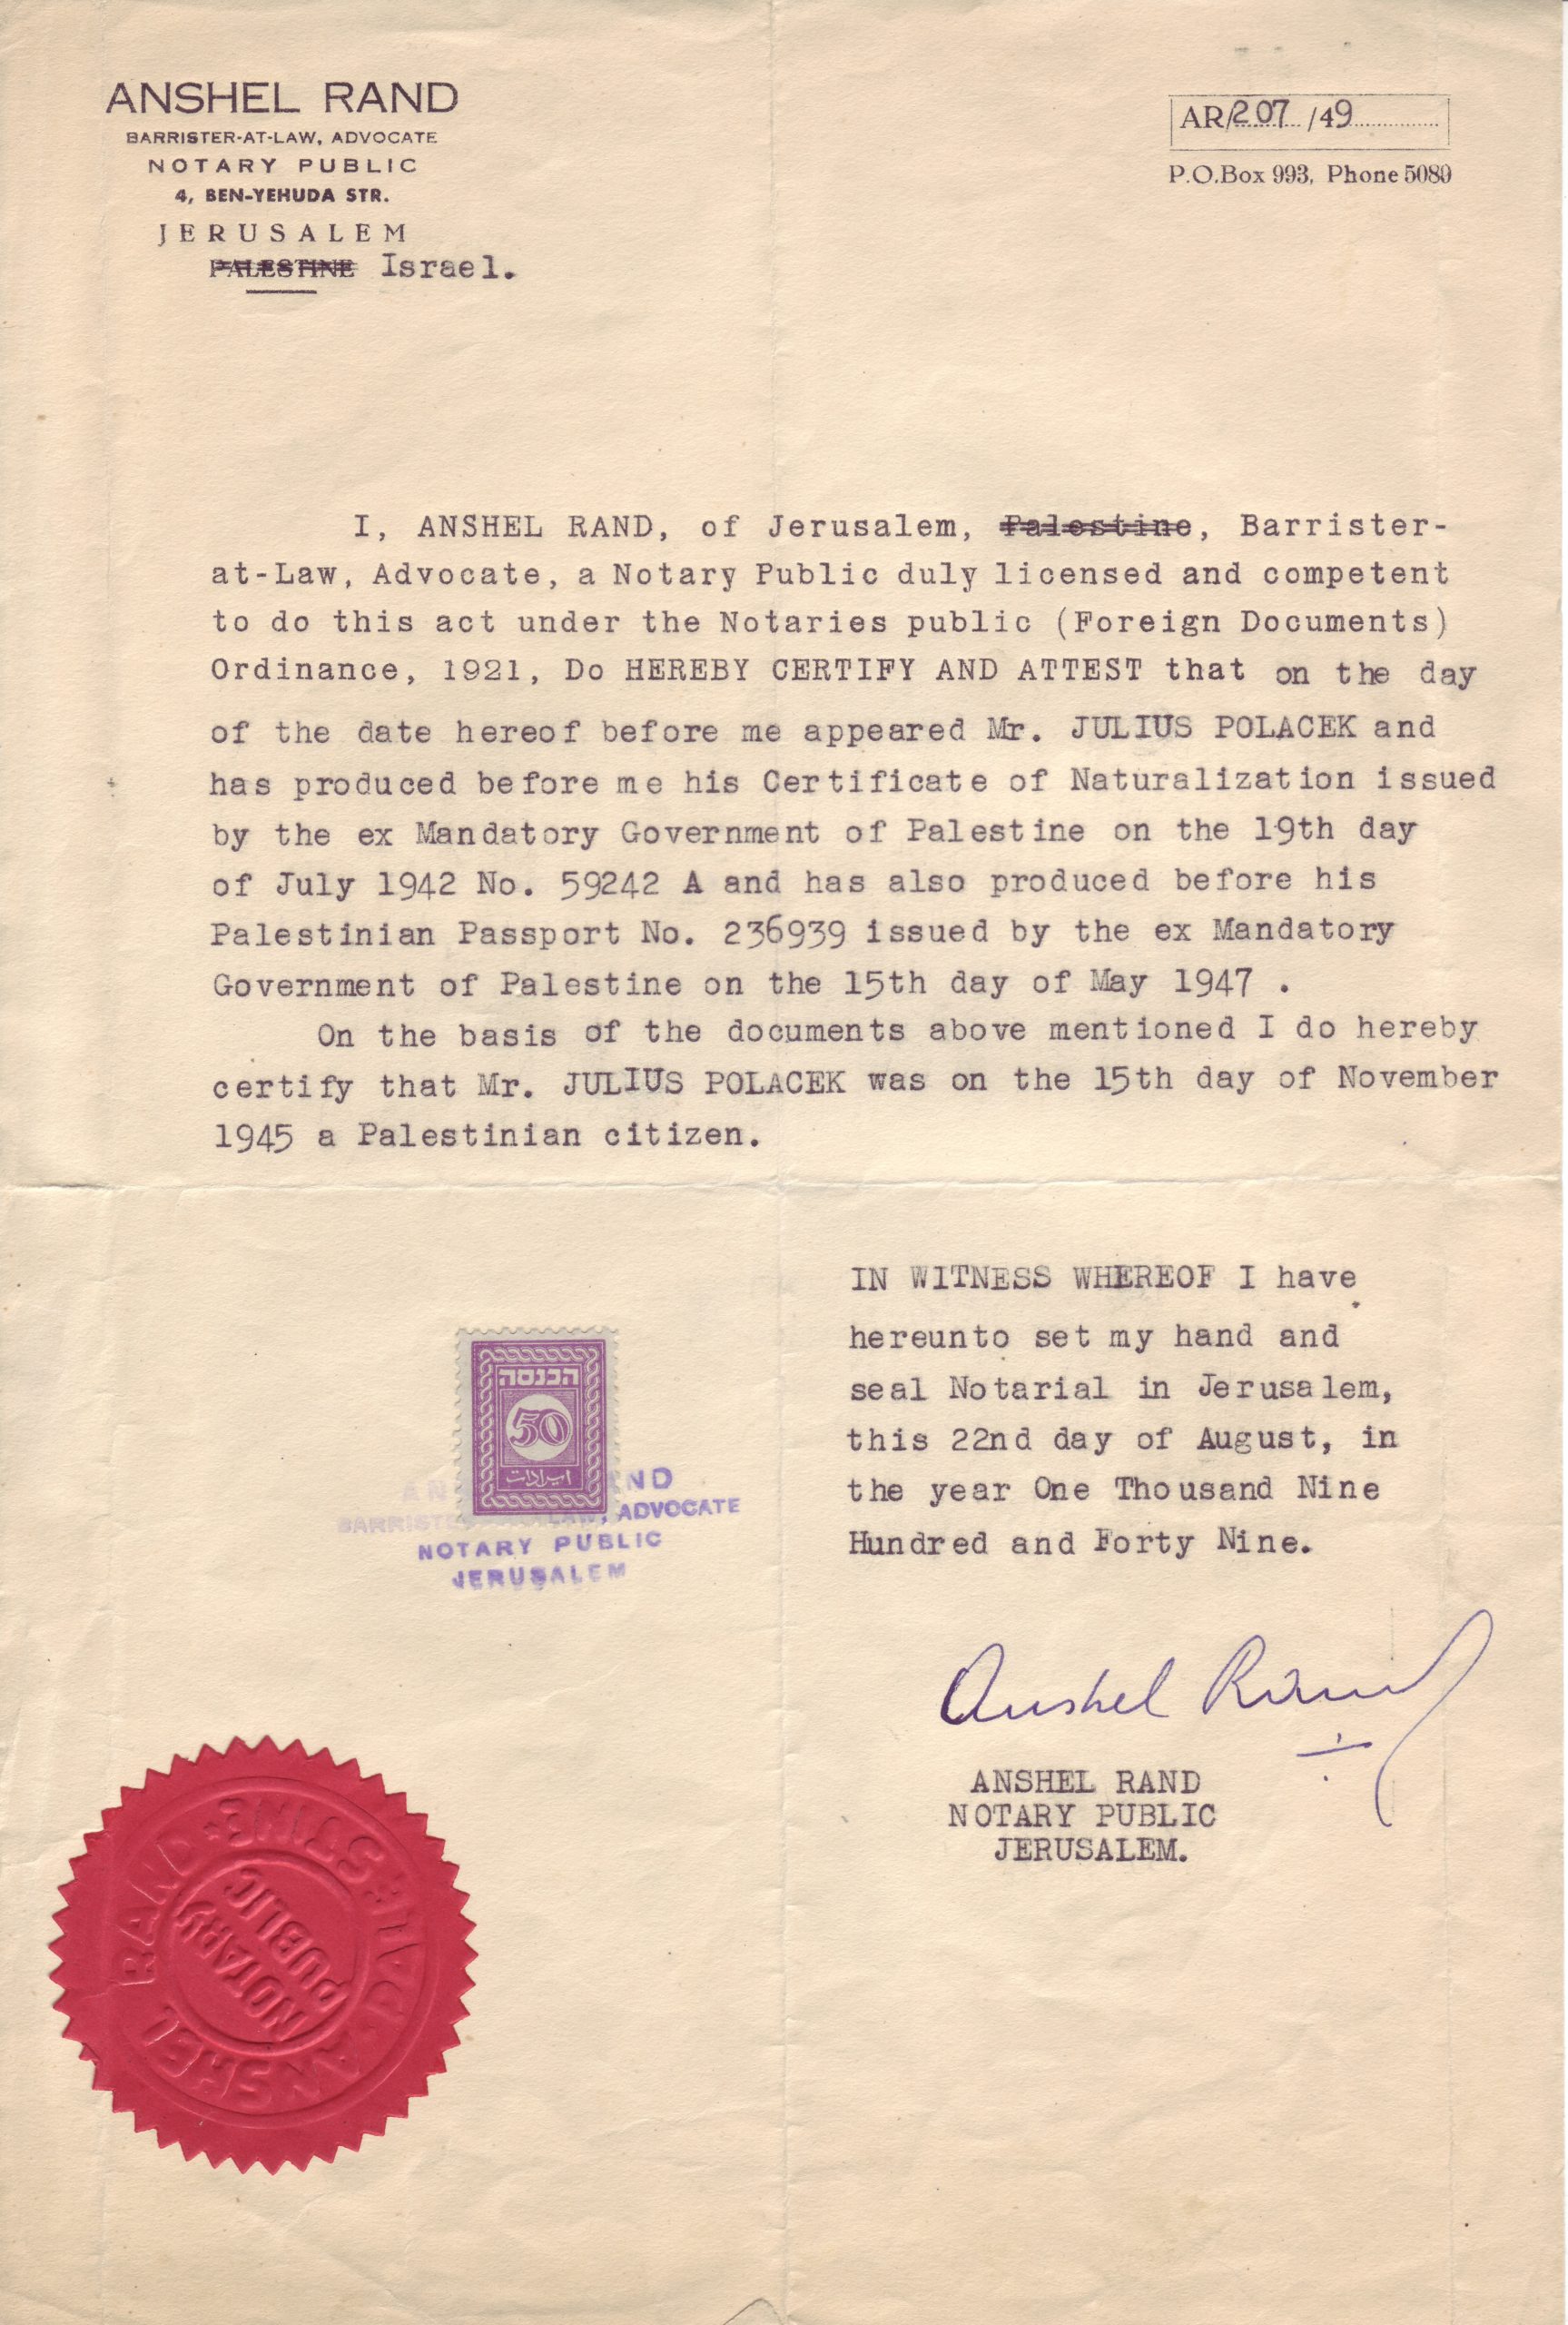 ANSHEL RAND
BARRISTER-AT-LAW, ADVOCATE
NOTARY PUBLIC
4, BEN-YEHUDA STR.
JERUSALEM
PALESTINE Israel.
AR/207 /49
P.O.Box 993, Phone 5080
I, ANSHEL RAND, of Jerusalem, Palestine, Barrister-
at-Law, Advocate, a Notary Public duly licensed and competent
to do this act under the Notaries public (Foreign Documents)
Ordinance, 1921, Do HEREBY CERTIFY AND ATTEST that on the day
of the date hereof before me appeared Mr. JULIUS POLACEK and
has produced before me his Certificate of Naturalization issued
by the ex Mandatory Government of Palestine on the 19th day
of July 1942 No. 59242 A and has also produced before his
Palestinian Passport No. 236939 issued by the ex Mandatory
Government of Palestine on the 15th day of May 1947 .
On the basis of the documents above mentioned I do hereby
certify that Mr. JULIUS POLACEK was on the 15th day of November
1945 a Palestinian citizen.
IN WITNESS WHEREOF I have
hereunto set my hand and
seal Notarial in Jerusalem,
this 22nd day of August, in
the year One Thousand Nine
Hundred and Forty Nine.
הכנסה
50
ايرادات
ADVOCATE
NOTARY PUBLIC
JERUSALEM
Anshel Rand
ANSHEL RAND
NOTARY PUBLIC
JERUSALEM.
ANSHEL RAND · PALESTINE ·
NOTARY
PUBLIC